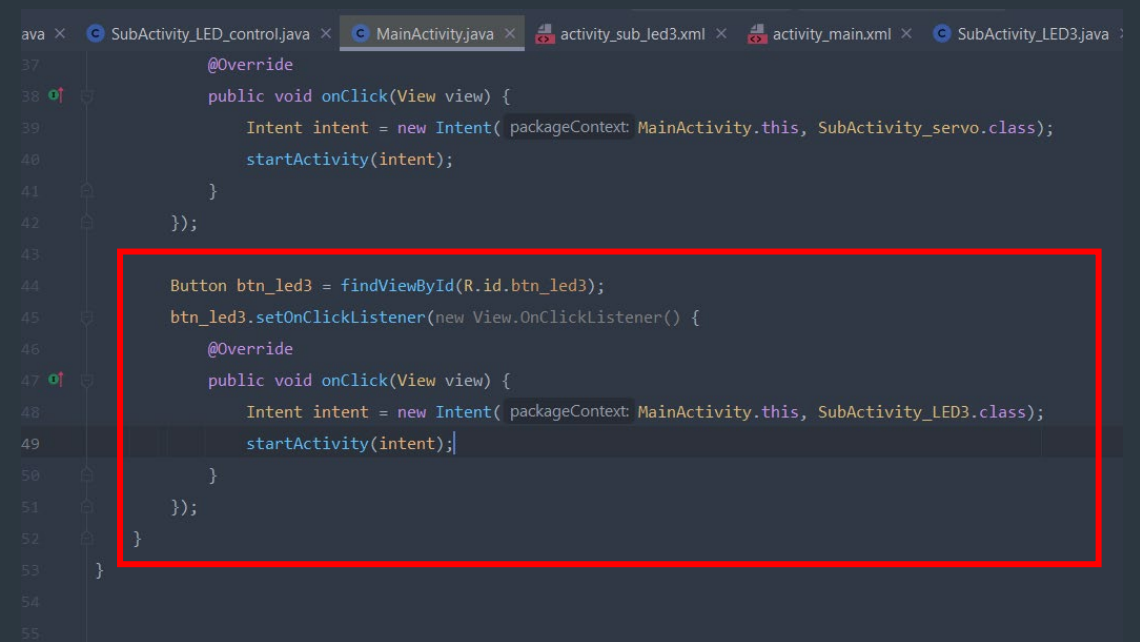 ava × SubActivity_LED_control.java × MainActivity.java × activity_sub_led3.xml × activity_main.xml × SubActivity_LED3.java
37 @Override
38 public void onClick(View view) {
39 Intent intent = new Intent( packageContext: MainActivity.this, SubActivity_servo.class);
40 startActivity(intent);
41 }
42 });
43
44 Button btn_led3 = findViewById(R.id.btn_led3);
45 btn_led3.setOnClickListener(new View.OnClickListener() {
46 @Override
47 public void onClick(View view) {
48 Intent intent = new Intent( packageContext: MainActivity.this, SubActivity_LED3.class);
49 startActivity(intent);
50 }
51 });
52 }
53 }
54
55